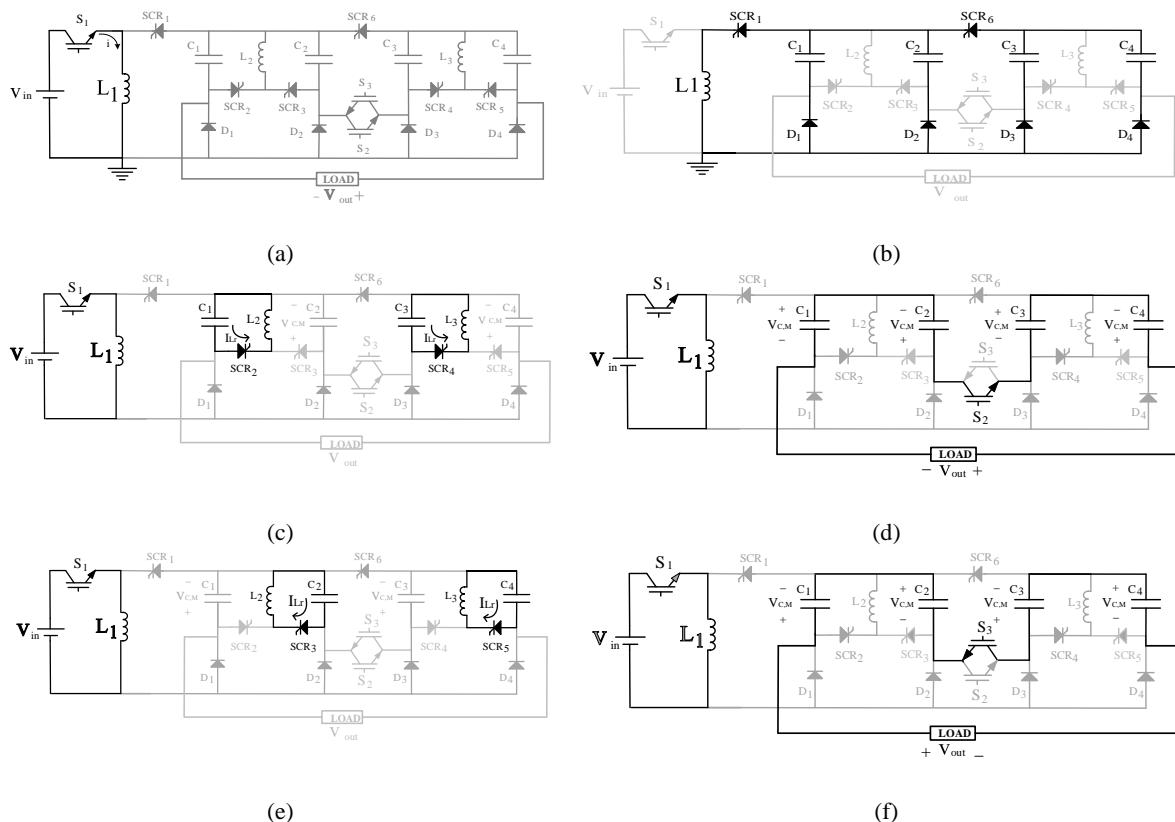 S1 SCR1 SCR6
i C1 L2 C2 C3 L3 C4
L1
Vin SCR2 SCR3 S3 SCR4 SCR5
D1 D2 S2 D3 D4
LOAD
- Vout +
(a)
S1 SCR1 SCR6
C1 L2 C2 C3 L3 C4
L1
Vin SCR2 SCR3 S3 SCR4 SCR5
D1 D2 S2 D3 D4
LOAD
Vout
(b)
S1 SCR1 SCR6
C1 L2 − C2 C3 L3 − C4
ILr VC,M ILr VC,M
Vin L1 SCR2 + SCR3 S3 SCR4 + SCR5
D1 D2 S2 D3 D4
LOAD
Vout
(c)
S1 SCR1 SCR6
+ C1 L2 − C2 + C3 L3 − C4
VC,M VC,M VC,M VC,M
Vin L1 − SCR2 + SCR3 S3 − SCR4 + SCR5
D1 D2 S2 D3 D4
LOAD
− Vout +
(d)
S1 SCR1 SCR6
− C1 L2 C2 − C3 L3 C4
VC,M ILr VC,M ILr
Vin L1 + SCR2 SCR3 S3 + SCR4 SCR5
D1 D2 S2 D3 D4
LOAD
Vout
(e)
S1 SCR1 SCR6
− C1 L2 + C2 − C3 L3 + C4
VC,M VC,M VC,M VC,M
Vin L1 + SCR2 − SCR3 S3 + SCR4 − SCR5
D1 D2 S2 D3 D4
LOAD
+ Vout −
(f)